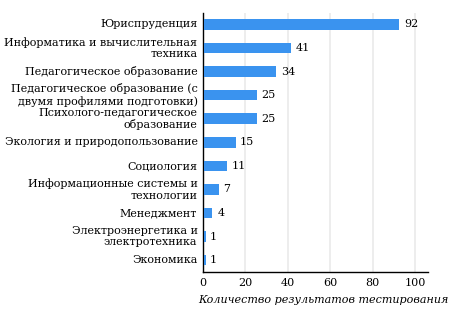 Юриспруденция 92
Информатика и вычислительная
техника 41
Педагогическое образование 34
Педагогическое образование (с
двумя профилями подготовки) 25
Психолого-педагогическое
образование 25
Экология и природопользование 15
Социология 11
Информационные системы и
технологии 7
Менеджмент 4
Электроэнергетика и
электротехника 1
Экономика 1
0 20 40 60 80 100
Количество результатов тестирования